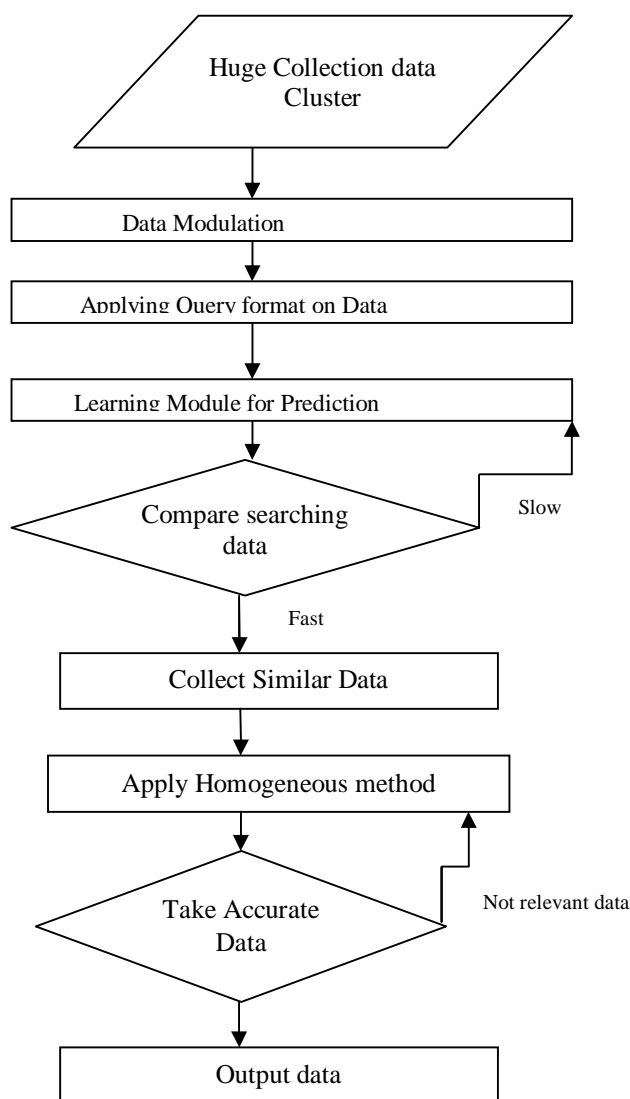 Huge Collection data
Cluster
Data Modulation
Applying Query format on Data
Learning Module for Prediction
Compare searching
data
Slow
Fast
Collect Similar Data
Apply Homogeneous method
Take Accurate
Data
Not relevant data
Output data